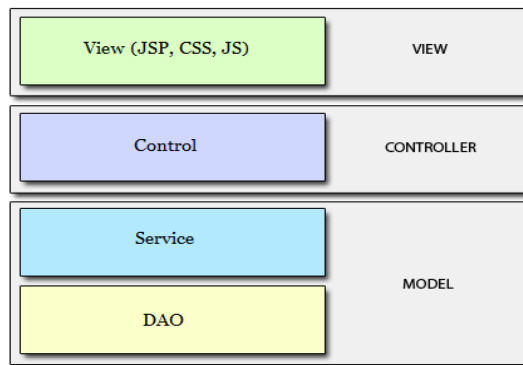 View (JSP, CSS, JS)
VIEW
Control
CONTROLLER
Service
MODEL
DAO